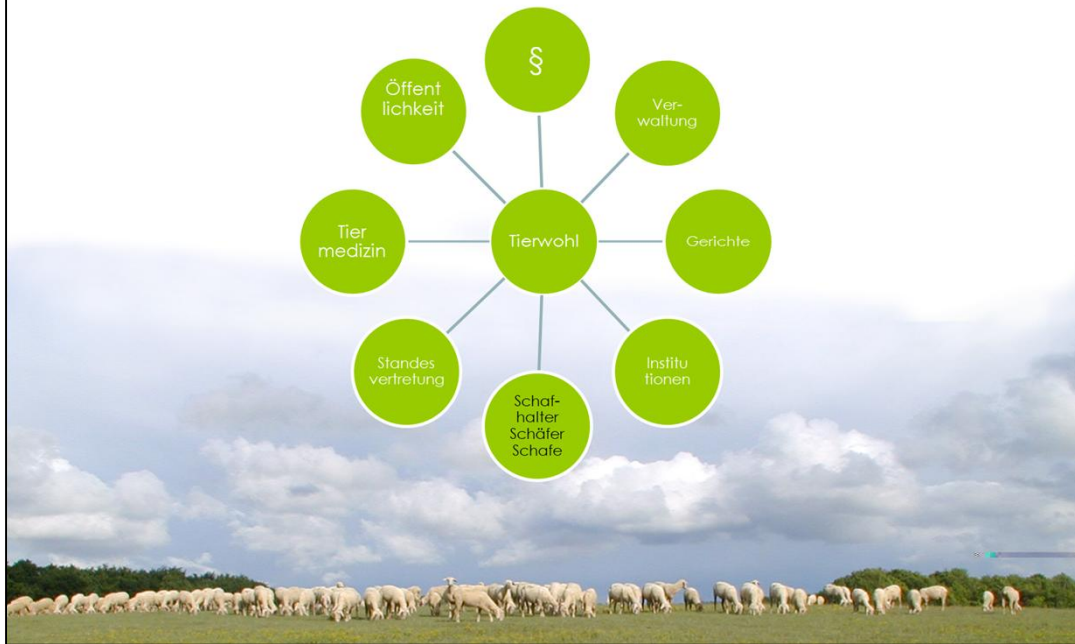 §
Öffent
lichkeit
Ver-
waltung
Tier
medizin
Tierwohl
Gerichte
Standes
vertretung
Institu
tionen
Schaf-
halter
Schäfer
Schafe